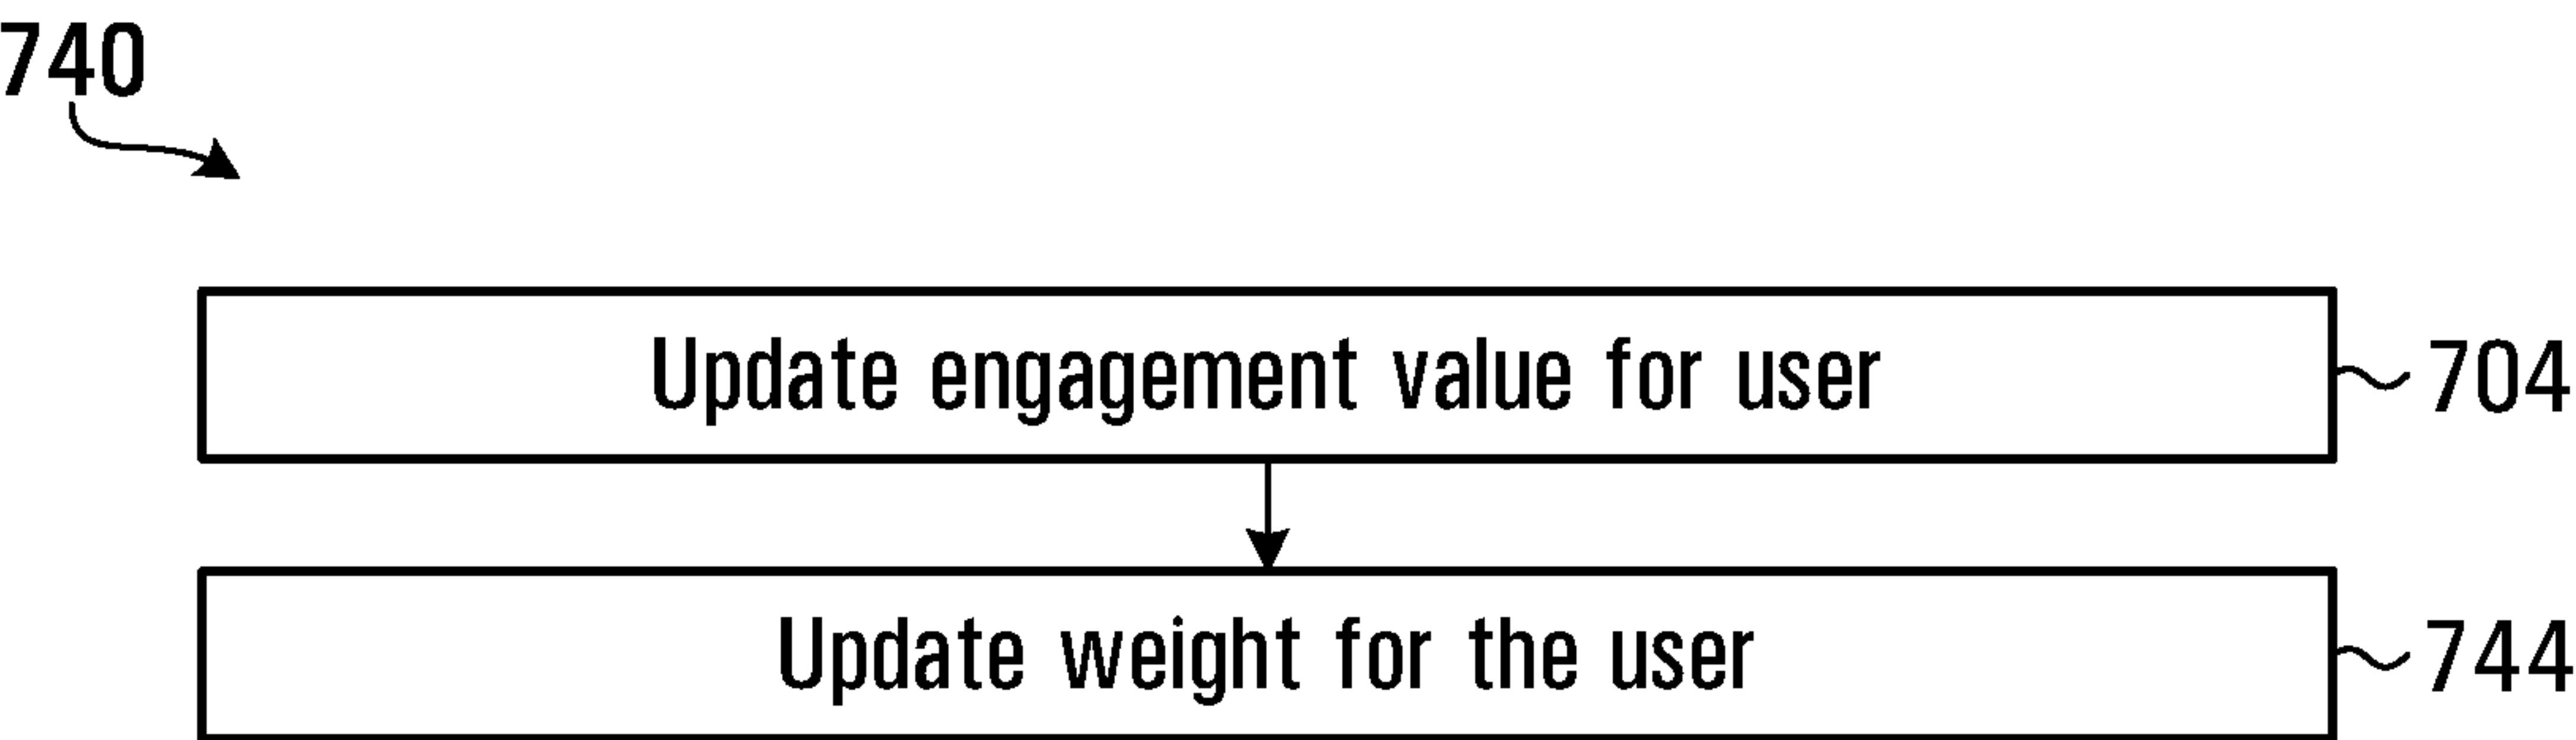 740
Update engagement value for user 704
Update weight for the user 744